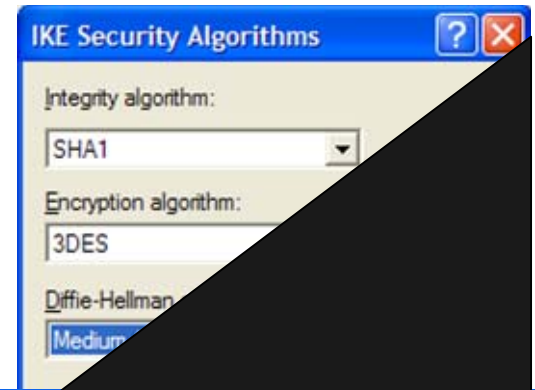 IKE Security Algorithms
Integrity algorithm:
SHA1
Encryption algorithm:
3DES
Diffie-Hellman
Medium